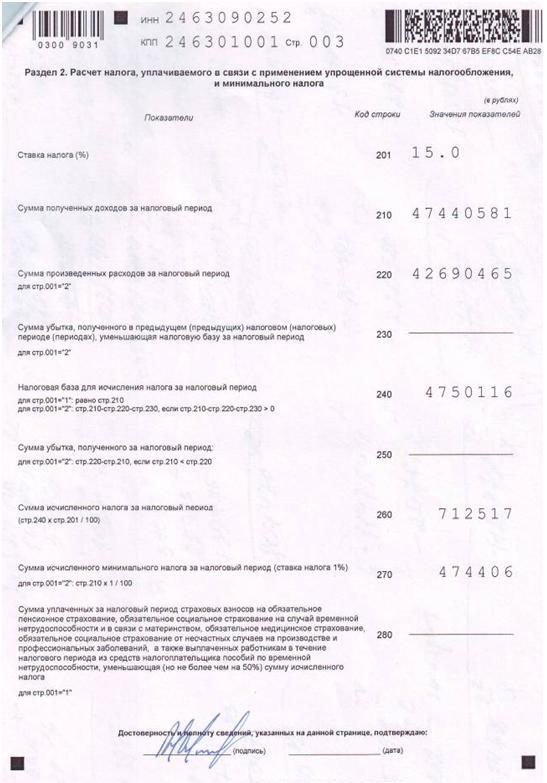 ИНН 2463090252
0300 9031
КПП 246301001 Стр. 003
0740 C1E1 5092 34D7 67B5 EF8C C54E AB28
Раздел 2. Расчет налога, уплачиваемого в связи с применением упрощенной системы налогообложения,
и минимального налога
(в рублях)
Показатели Код строки Значения показателей
Ставка налога (%) 201 15.0
Сумма полученных доходов за налоговый период 210 47440581
Сумма произведенных расходов за налоговый период 220 42690465
для стр.001="2"
Сумма убытка, полученного в предыдущем (предыдущих) налоговом (налоговых)
периоде (периодах), уменьшающая налоговую базу за налоговый период 230
для стр.001="2"
Налоговая база для исчисления налога за налоговый период 240 4750116
для стр.001="1": равно стр.210
для стр.001="2": стр.210-стр.220-стр.230, если стр.210-стр.220-стр.230 > 0
Сумма убытка, полученного за налоговый период: 250
для стр.001="2": стр.220-стр.210, если стр.210 < стр.220
Сумма исчисленного налога за налоговый период 260 712517
(стр.240 х стр.201 / 100)
Сумма исчисленного минимального налога за налоговый период (ставка налога 1%) 270 474406
для стр.001="2": стр.210 х 1 / 100
Сумма уплаченных за налоговый период страховых взносов на обязательное
пенсионное страхование, обязательное социальное страхование на случай временной
нетрудоспособности и в связи с материнством, обязательное медицинское страхование, 280
обязательное социальное страхование от несчастных случаев на производстве и
профессиональных заболеваний, а также выплаченных работникам в течение
налогового периода из средств налогоплательщика пособий по временной
нетрудоспособности, уменьшающая (но не более чем на 50%) сумму исчисленного
налога
для стр.001="1"
Достоверность и полноту сведений, указанных на данной странице, подтверждаю:
(подпись) (дата)